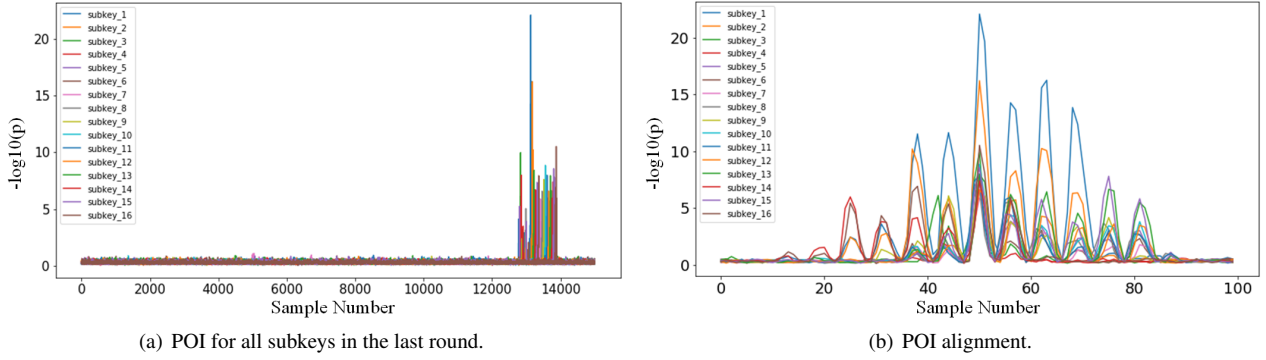 subkey_1
subkey_2
subkey_3
subkey_4
subkey_5
subkey_6
subkey_7
subkey_8
subkey_9
subkey_10
subkey_11
subkey_12
subkey_13
subkey_14
subkey_15
subkey_16
20
15
10
5
0
-log10(p)
0 2000 4000 6000 8000 10000 12000 14000
Sample Number
(a) POI for all subkeys in the last round.
subkey_1
subkey_2
subkey_3
subkey_4
subkey_5
subkey_6
subkey_7
subkey_8
subkey_9
subkey_10
subkey_11
subkey_12
subkey_13
subkey_14
subkey_15
subkey_16
20
15
10
5
0
-log10(p)
0 20 40 60 80 100
Sample Number
(b) POI alignment.